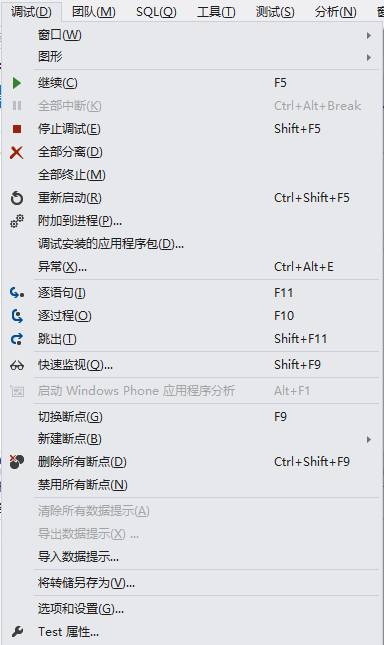 调试(D) 团队(M) SQL(Q) 工具(T) 测试(S) 分析(N)
窗口(W)
图形
继续(C) F5
全部中断(K) Ctrl+Alt+Break
停止调试(E) Shift+F5
全部分离(D)
全部终止(M)
重新启动(R) Ctrl+Shift+F5
附加到进程(P)...
调试安装的应用程序包(D)...
异常(X)... Ctrl+Alt+E
逐语句(I) F11
逐过程(O) F10
跳出(T) Shift+F11
快速监视(Q)... Shift+F9
启动 Windows Phone 应用程序分析 Alt+F1
切换断点(G) F9
新建断点(B)
删除所有断点(D) Ctrl+Shift+F9
禁用所有断点(N)
清除所有数据提示(A)
导出数据提示(X) ...
导入数据提示...
将转储另存为(V)...
选项和设置(G)...
Test 属性...